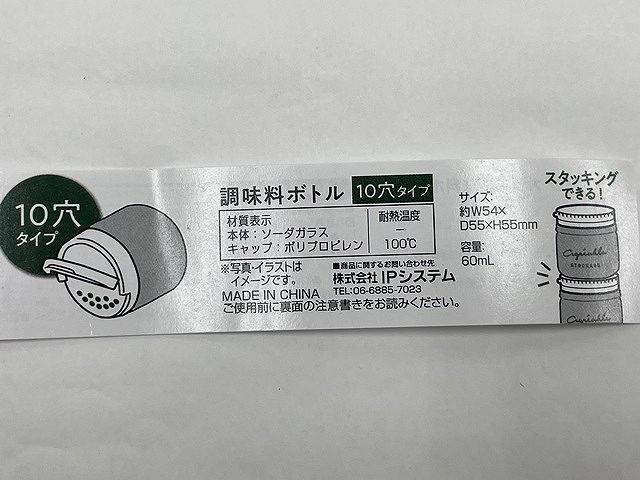 10穴
タイプ
調味料ボトル 10穴タイプ
材質表示 耐熱温度
本体：ソーダガラス －
キャップ：ポリプロピレン 100℃
※写真・イラストは
イメージです。
■商品に関するお問い合わせ先
株式会社 IPシステム
TEL:06-6885-7023
MADE IN CHINA
ご使用前に裏面の注意書きをお読みください。
サイズ:
約W54×
D55×H55mm
容量:
60mL
スタッキング
できる!